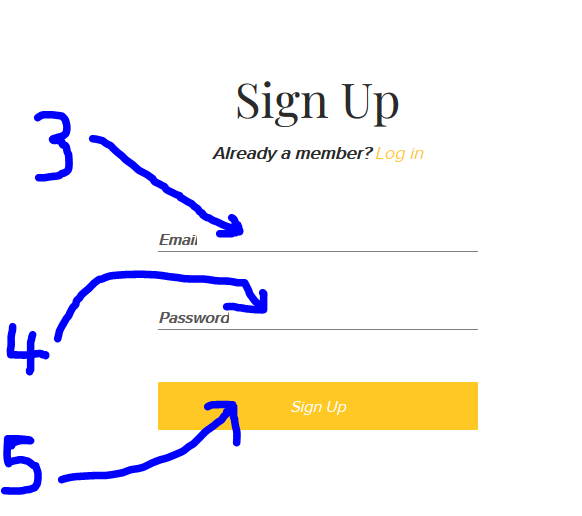 Sign Up
Already a member? Log in
3
Email
Password
4
Sign Up
5